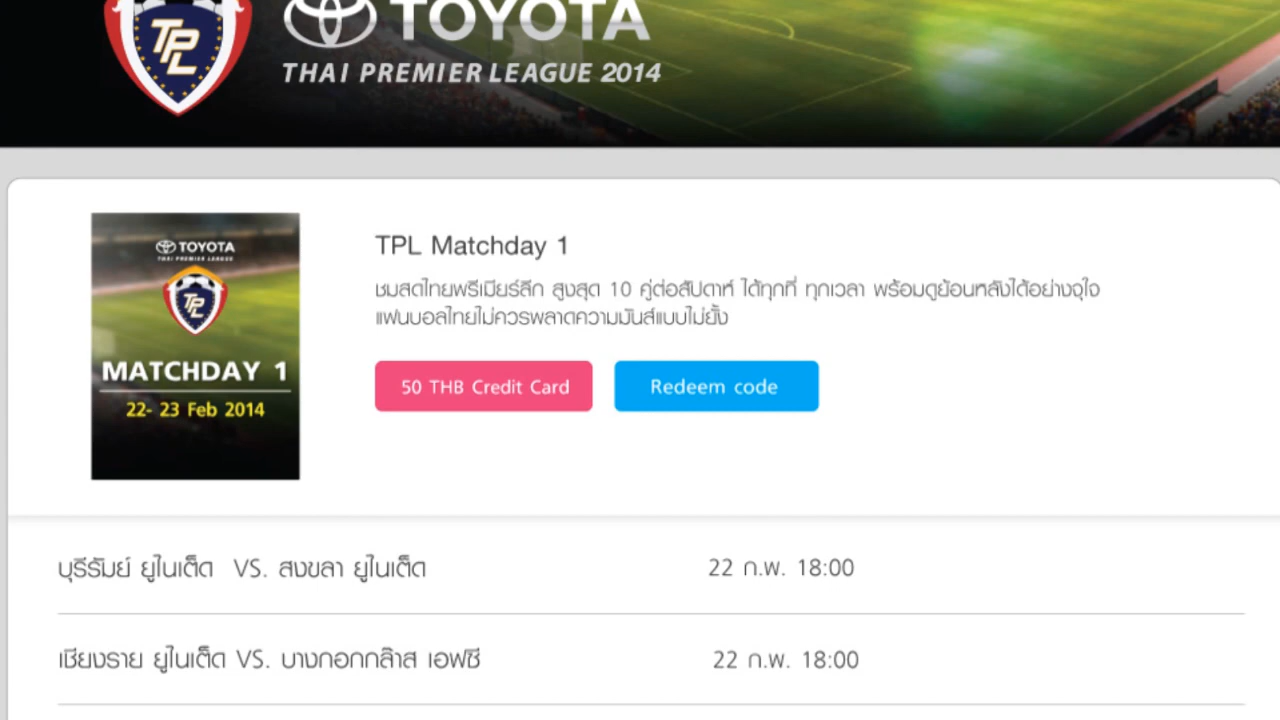 TPL
TOYOTA
THAI PREMIER LEAGUE 2014
TOYOTA
THAI PREMIER LEAGUE
TPL
MATCHDAY 1
22- 23 Feb 2014
TPL Matchday 1
ชมสดไทยพรีเมียร์ลีก สูงสุด 10 คู่ต่อสัปดาห์ ได้ทุกที่ ทุกเวลา พร้อมดูย้อนหลังได้อย่างจุใจ
แฟนบอลไทยไม่ควรพลาดความมันส์แบบไม่ยั้ง
50 THB Credit Card
Redeem code
บุรีรัมย์ ยูไนเต็ด VS. สงขลา ยูไนเต็ด
22 ก.พ. 18:00
เชียงราย ยูไนเต็ด VS. บางกอกกล๊าส เอฟซี
22 ก.พ. 18:00